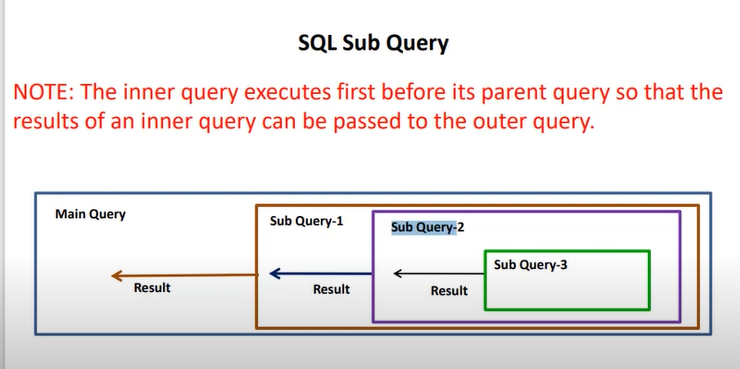 SQL Sub Query
NOTE: The inner query executes first before its parent query so that the
results of an inner query can be passed to the outer query.
Main Query
Sub Query-1
Sub Query-2
Sub Query-3
Result
Result
Result